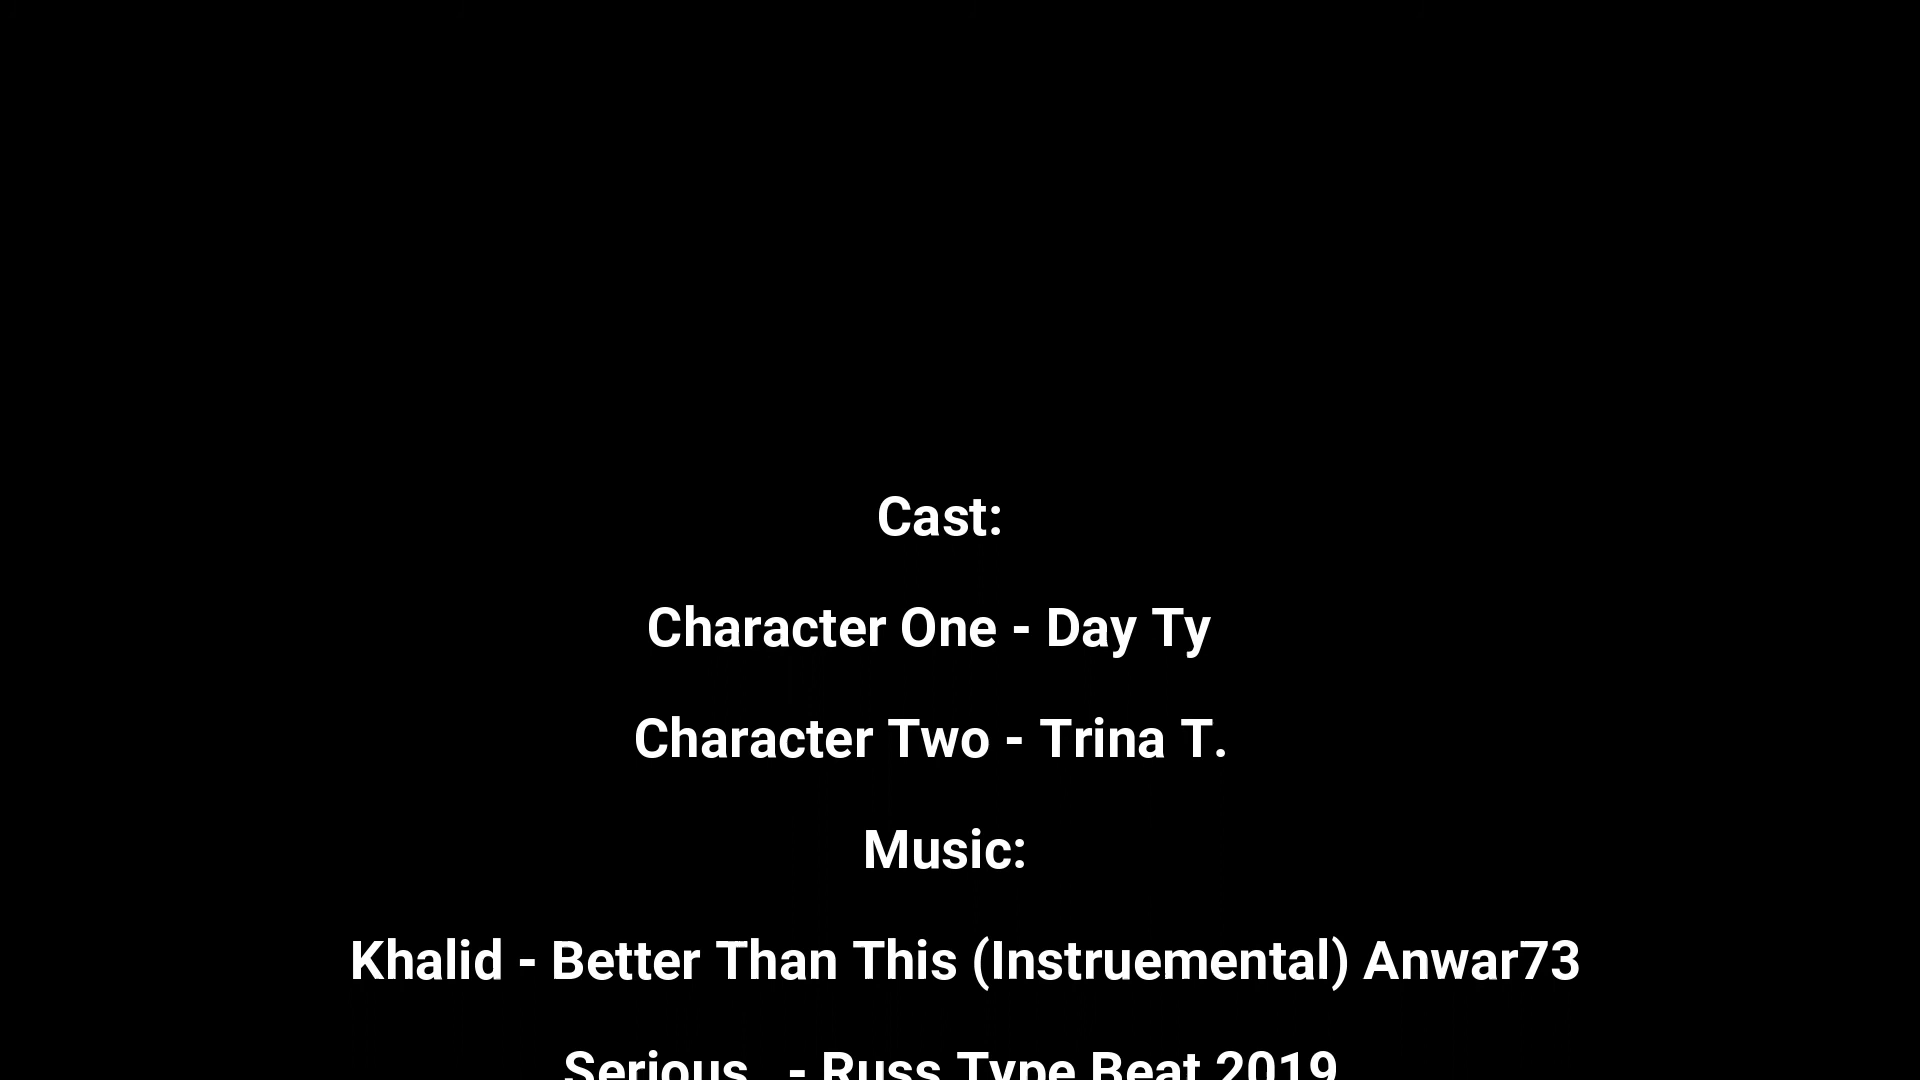 Cast:
Character One - Day Ty
Character Two - Trina T.
Music:
Khalid - Better Than This (Instruemental) Anwar73
Serious - Russ Type Beat 2019